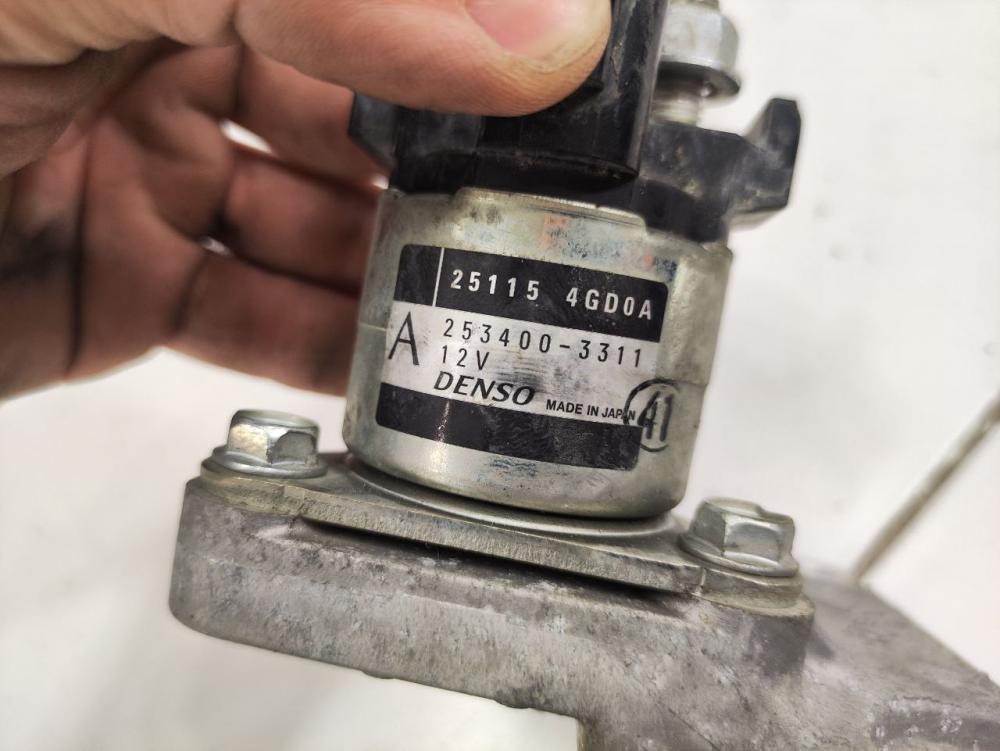 25115 4GD0A
A
253400-3311
12V
DENSO MADE IN JAPAN
41